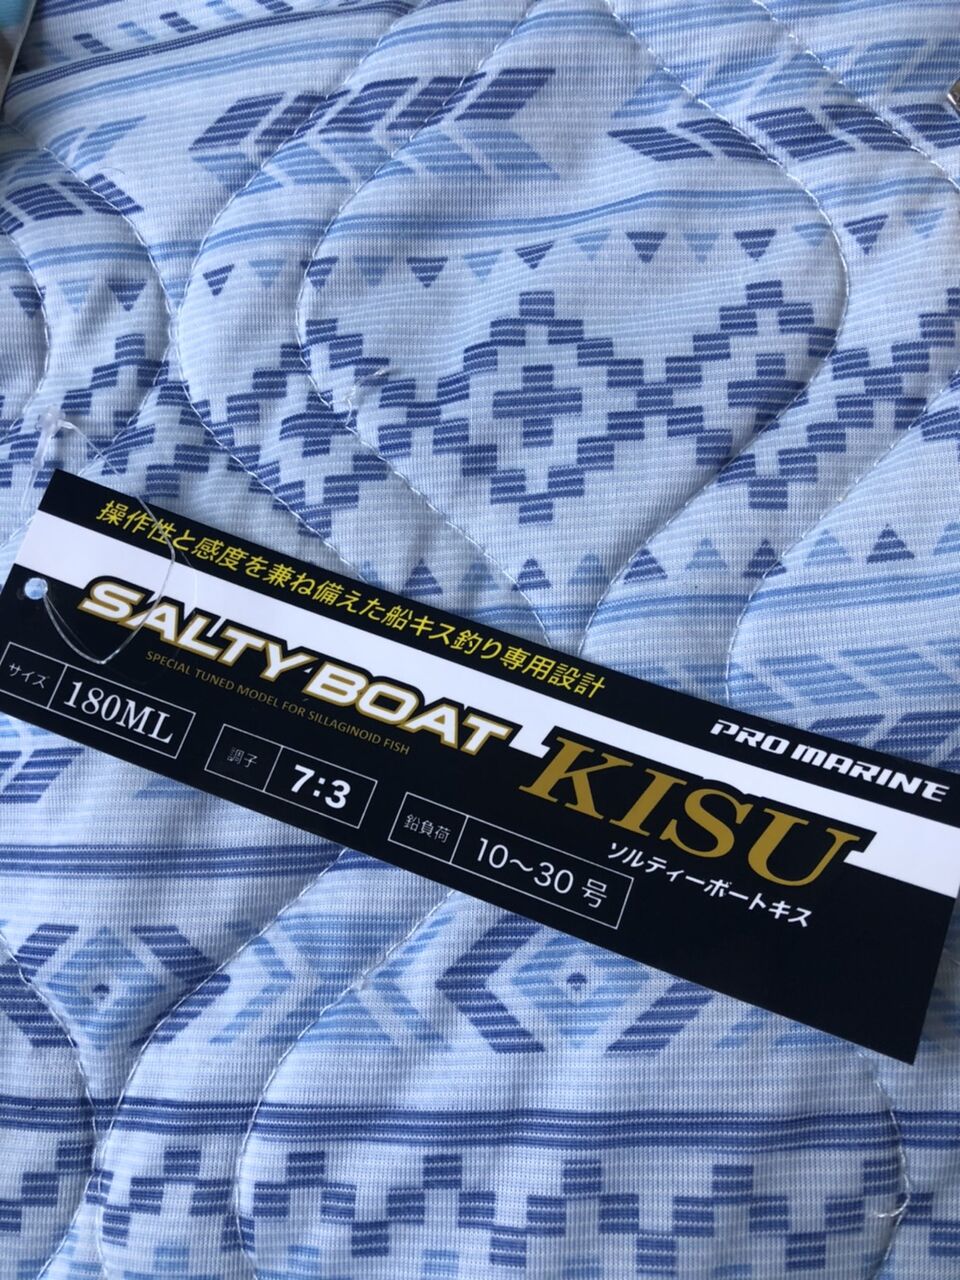 操作性と感度を兼ね備えた船キス釣り専用設計
SALTY BOAT KISU
SPECIAL TUNED MODEL FOR SILLAGINOID FISH
PRO MARINE
ソルティーボートキス
サイズ 180ML
調子 7:3
鉛負荷 10〜30号